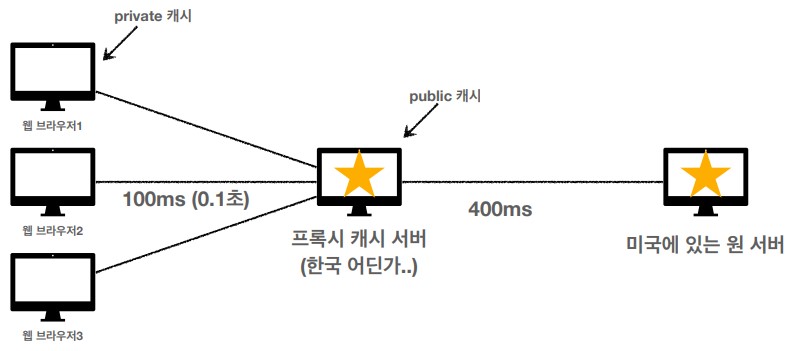 private 캐시
웹 브라우저1
public 캐시
웹 브라우저2
100ms (0.1초)
400ms
프록시 캐시 서버
(한국 어딘가..)
미국에 있는 원 서버
웹 브라우저3